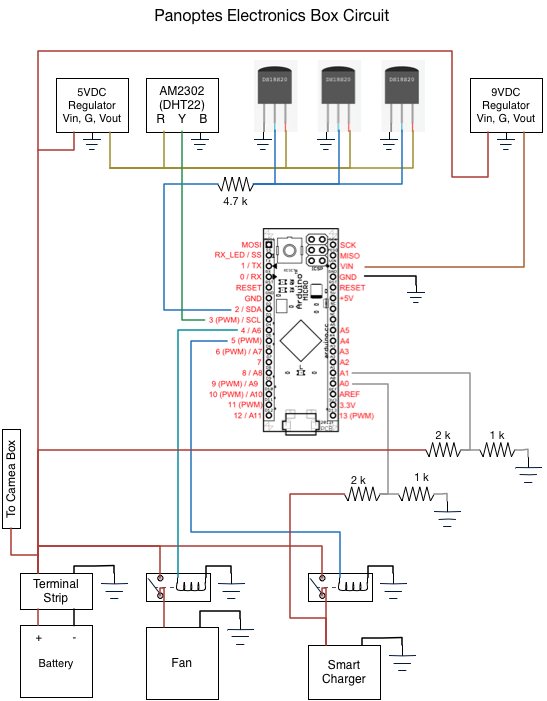 Panoptes Electronics Box Circuit
5VDC
Regulator
Vin, G, Vout
AM2302
(DHT22)
R Y B
D818820
D818820
D818820
9VDC
Regulator
Vin, G, Vout
4.7 k
MOSI
RX_LED / SS
1 / TX
0 / RX
RESET
GND
2 / SDA
3 (PWM) / SCL
4 / A6
5 (PWM)
6 (PWM) / A7
7
8 / A8
9 (PWM) / A9
10 (PWM) / A10
11 (PWM)
12 / A11
ICSP
Arduino
MICRO
L
SCK
MISO
VIN
GND
RESET
+5V
A5
A4
A3
A2
A1
A0
AREF
3.3V
13 (PWM)
2 k
1 k
2 k
1 k
To Camea Box
Terminal
Strip
+ -
Battery
Fan
Smart
Charger